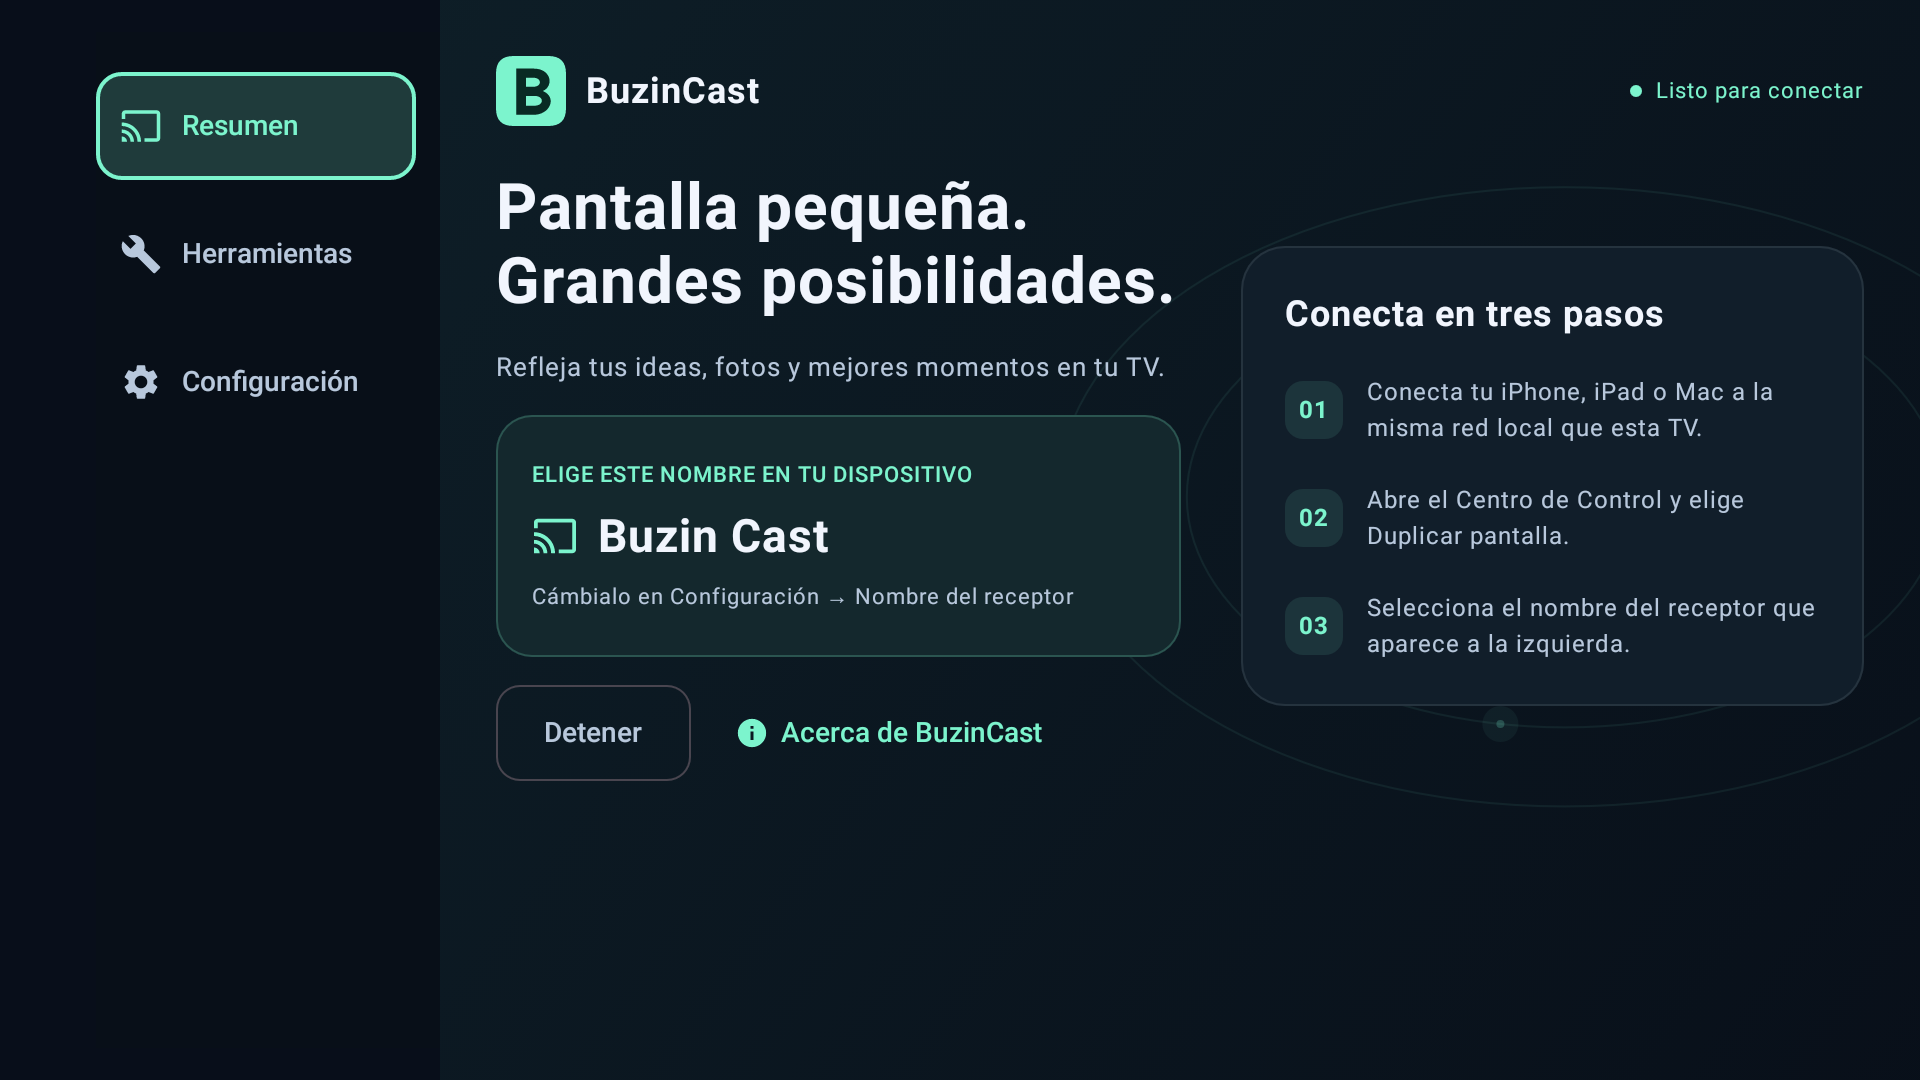 Resumen
Herramientas
Configuración
B BuzinCast
Listo para conectar
Pantalla pequeña.
Grandes posibilidades.
Refleja tus ideas, fotos y mejores momentos en tu TV.
ELIGE ESTE NOMBRE EN TU DISPOSITIVO
Buzin Cast
Cámbialo en Configuración → Nombre del receptor
Detener
Acerca de BuzinCast
Conecta en tres pasos
01
Conecta tu iPhone, iPad o Mac a la
misma red local que esta TV.
02
Abre el Centro de Control y elige
Duplicar pantalla.
03
Selecciona el nombre del receptor que
aparece a la izquierda.